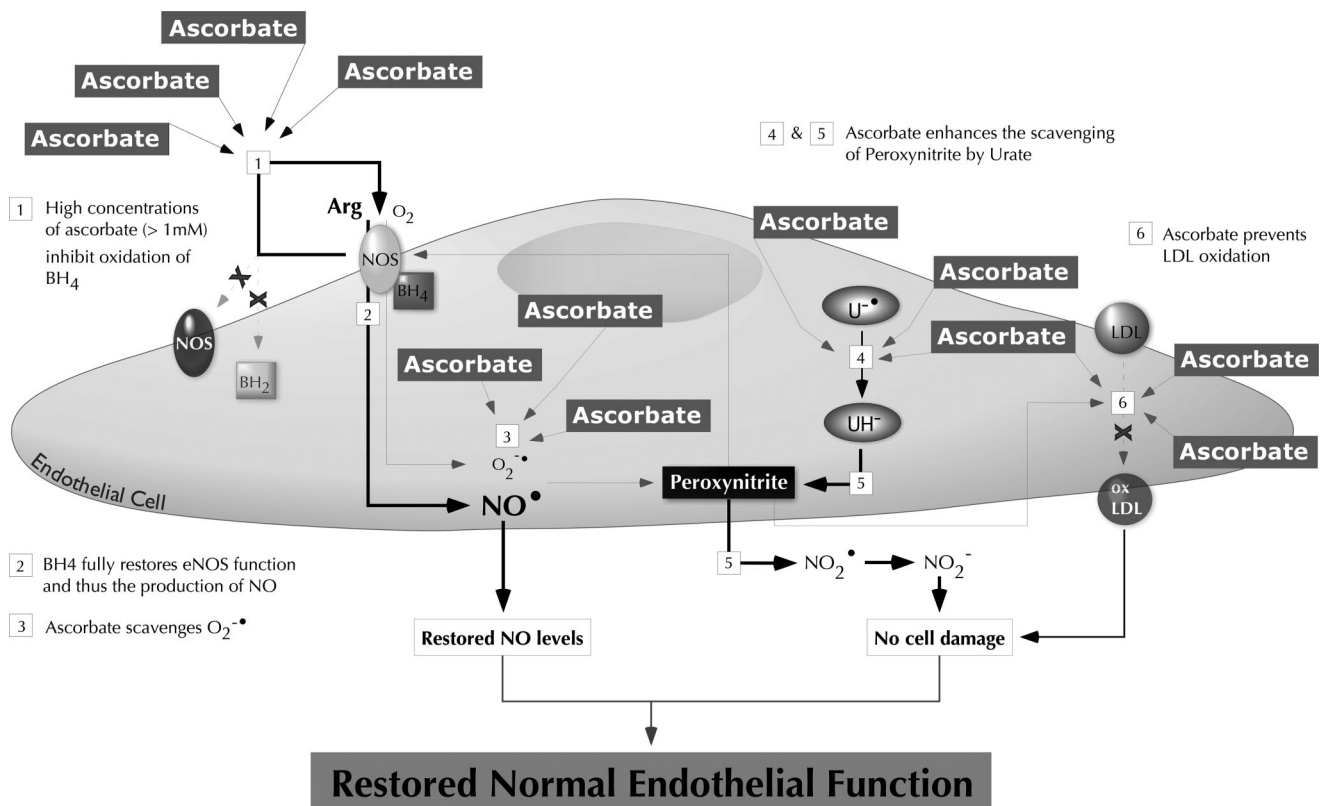 Ascorbate
Ascorbate
Ascorbate
Ascorbate
1
4 & 5 Ascorbate enhances the scavenging
of Peroxynitrite by Urate
1 High concentrations
of ascorbate (> 1mM)
inhibit oxidation of
BH₄
Arg
O₂
NOS
BH₄
2
NOS
BH₂
Ascorbate
6 Ascorbate prevents
LDL oxidation
Ascorbate
U⁻•
4
UH⁻
5
Ascorbate
Ascorbate
Ascorbate
Ascorbate
3
O₂⁻•
NO•
Peroxynitrite
LDL
Ascorbate
6
Ascorbate
ox
LDL
Endothelial Cell
5
NO₂•
NO₂⁻
2 BH4 fully restores eNOS function
and thus the production of NO
3 Ascorbate scavenges O₂⁻•
Restored NO levels
No cell damage
Restored Normal Endothelial Function